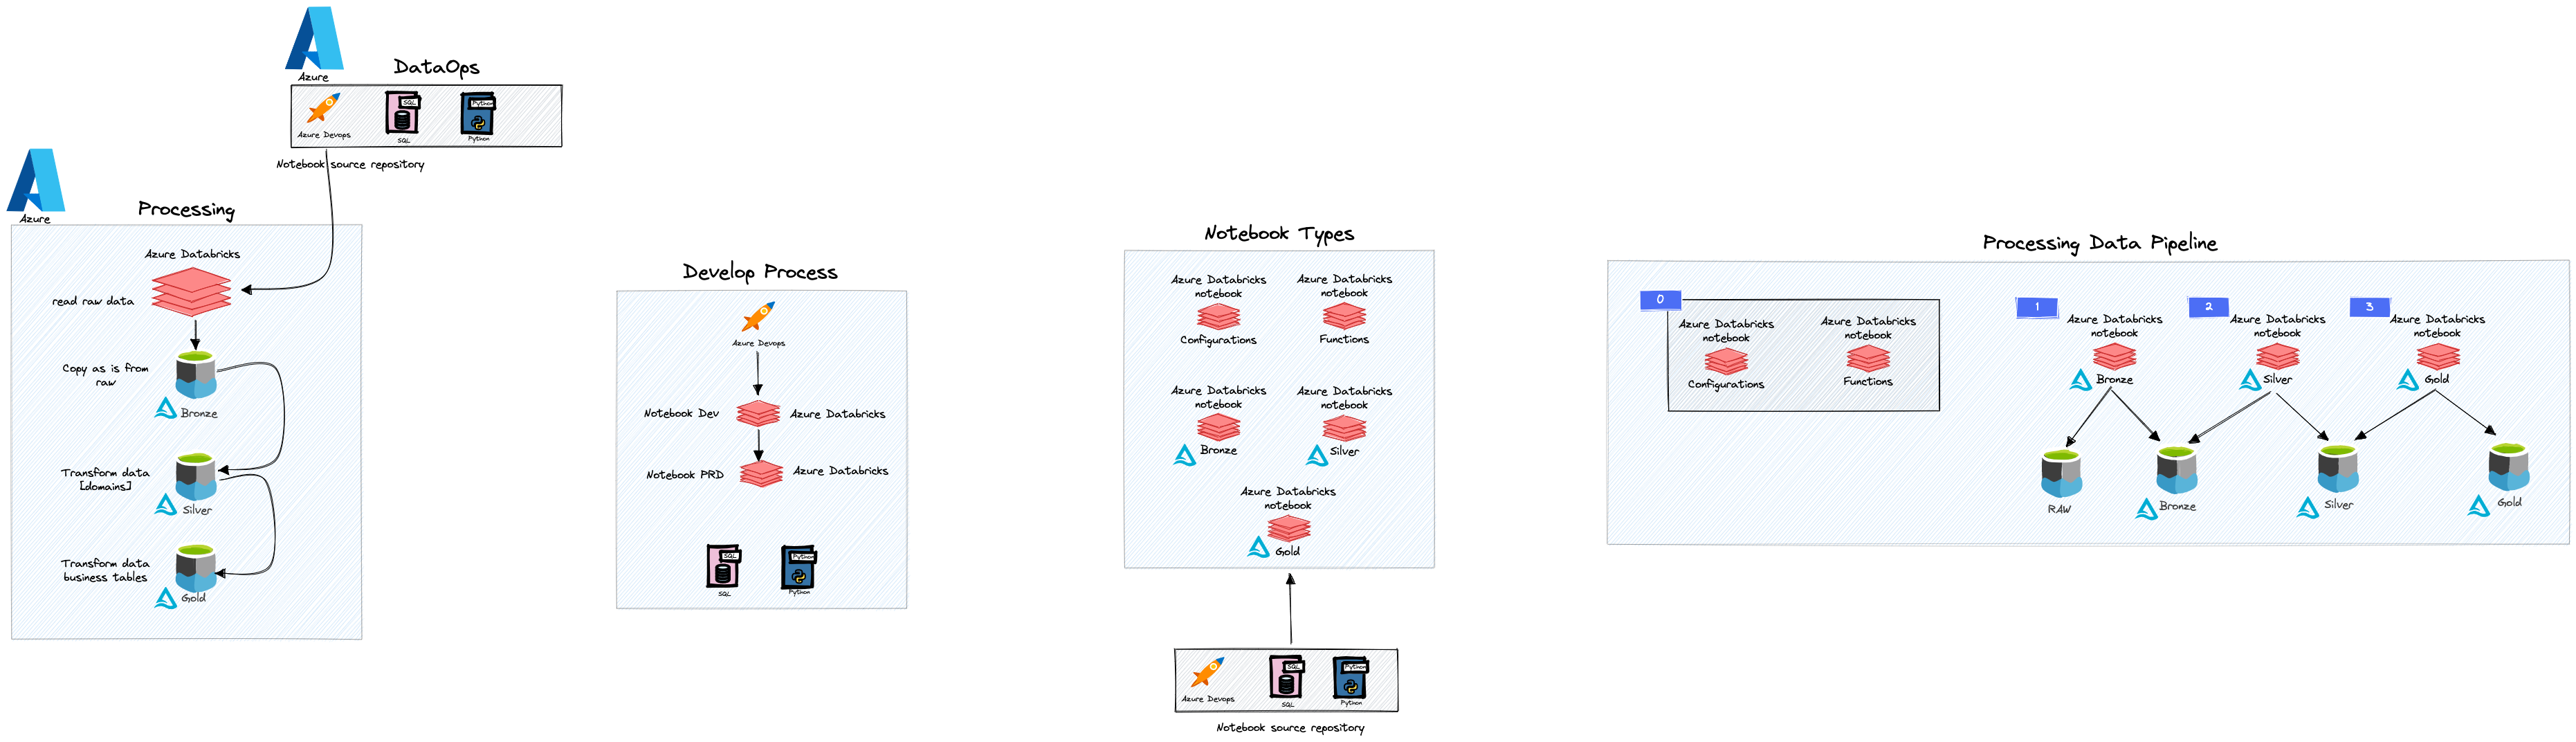 Azure
DataOps
Azure Devops
SQL
SQL
Python
Python
Notebook source repository
Azure
Processing
Azure Databricks
read raw data
Copy as is from
raw
Bronze
Transform data
[domains]
Silver
Transform data
business tables
Gold
Develop Process
Azure Devops
Notebook Dev
Azure Databricks
Notebook PRD
Azure Databricks
SQL
SQL
Python
Python
Notebook Types
Azure Databricks
notebook
Configurations
Azure Databricks
notebook
Functions
Azure Databricks
notebook
Bronze
Azure Databricks
notebook
Silver
Azure Databricks
notebook
Gold
Azure Devops
SQL
SQL
Python
Python
Notebook source repository
Processing Data Pipeline
0
Azure Databricks
notebook
Configurations
Azure Databricks
notebook
Functions
1
Azure Databricks
notebook
Bronze
2
Azure Databricks
notebook
Silver
3
Azure Databricks
notebook
Gold
RAW
Bronze
Silver
Gold